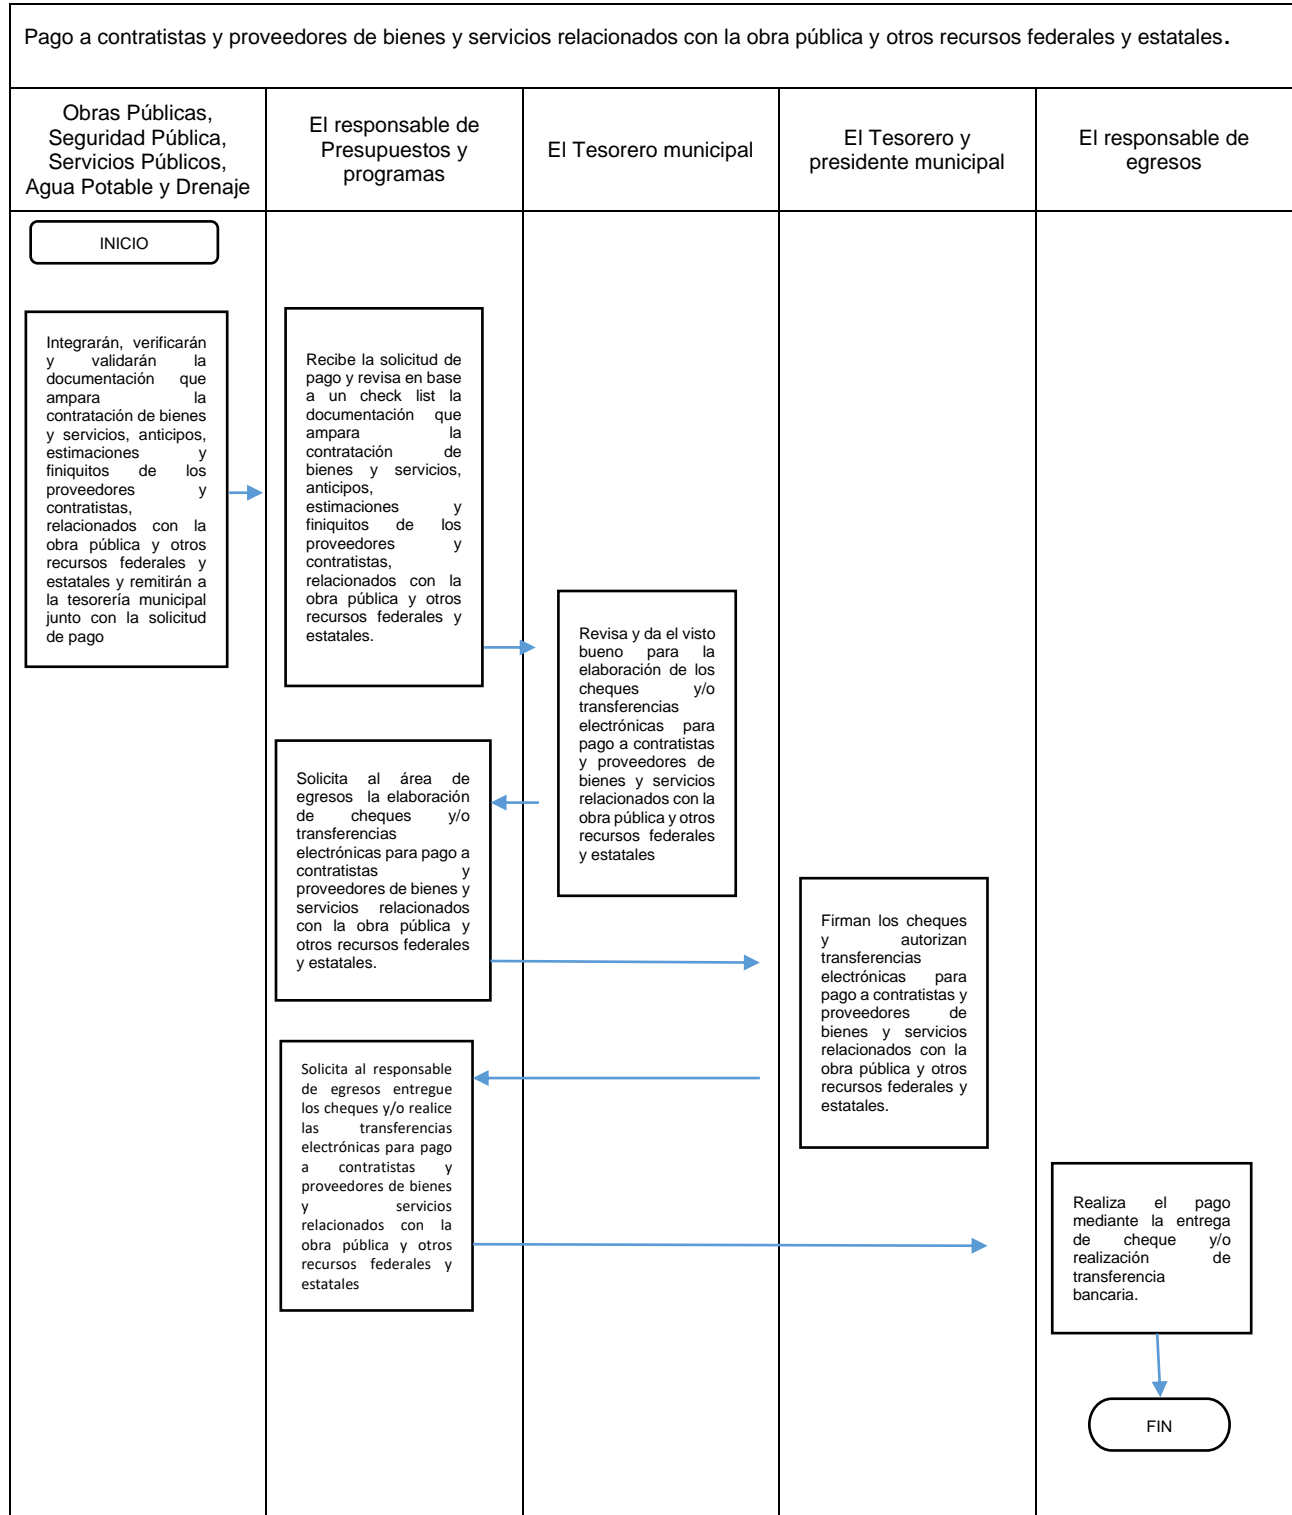 Pago a contratistas y proveedores de bienes y servicios relacionados con la obra pública y otros recursos federales y estatales.
Obras Públicas,
Seguridad Pública,
Servicios Públicos,
Agua Potable y Drenaje
El responsable de
Presupuestos y
programas
El Tesorero municipal
El Tesorero y
presidente municipal
El responsable de
egresos
INICIO
Integrarán, verificarán
y validarán la
documentación que
ampara la
contratación de bienes
y servicios, anticipos,
estimaciones y
finiquitos de los
proveedores y
contratistas,
relacionados con la
obra pública y otros
recursos federales y
estatales y remitirán a
la tesorería municipal
junto con la solicitud
de pago
Recibe la solicitud de
pago y revisa en base
a un check list la
documentación que
ampara la
contratación de
bienes y servicios,
anticipos,
estimaciones y
finiquitos de los
proveedores y
contratistas,
relacionados con la
obra pública y otros
recursos federales y
estatales.
Revisa y da el visto
bueno para la
elaboración de los
cheques y/o
transferencias
electrónicas para
pago a contratistas
y proveedores de
bienes y servicios
relacionados con la
obra pública y otros
recursos federales
y estatales
Solicita al área de
egresos la elaboración
de cheques y/o
transferencias
electrónicas para pago a
contratistas y
proveedores de bienes y
servicios relacionados
con la obra pública y
otros recursos federales
y estatales.
Firman los cheques
y autorizan
transferencias
electrónicas para
pago a contratistas y
proveedores de
bienes y servicios
relacionados con la
obra pública y otros
recursos federales y
estatales.
Solicita al responsable
de egresos entregue
los cheques y/o realice
las transferencias
electrónicas para pago
a contratistas y
proveedores de bienes
y servicios
relacionados con la
obra pública y otros
recursos federales y
estatales
Realiza el pago
mediante la entrega
de cheque y/o
realización de
transferencia
bancaria.
FIN